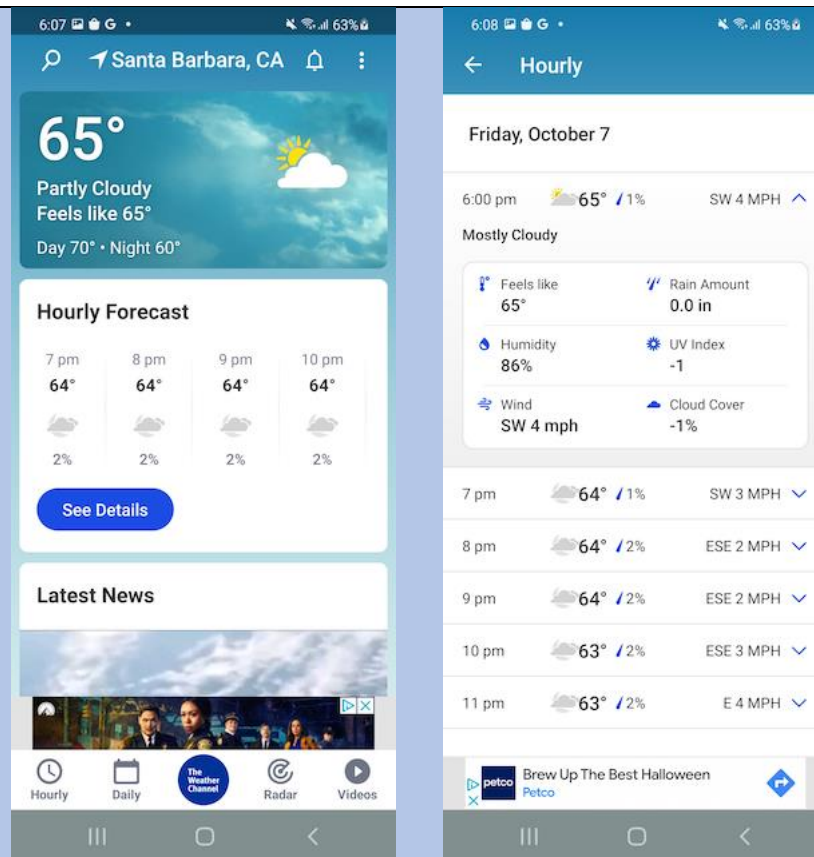 6:07 G •
63%
Santa Barbara, CA
65°
Partly Cloudy
Feels like 65°
Day 70° • Night 60°
Hourly Forecast
7 pm 8 pm 9 pm 10 pm
64° 64° 64° 64°
2% 2% 2% 2%
See Details
Latest News
The
Weather
Channel
Hourly Daily Radar Videos
6:08 G •
63%
Hourly
Friday, October 7
6:00 pm 65° 1% SW 4 MPH
Mostly Cloudy
Feels like Rain Amount
65° 0.0 in
Humidity UV Index
86% -1
Wind Cloud Cover
SW 4 mph -1%
7 pm 64° 1% SW 3 MPH
8 pm 64° 2% ESE 2 MPH
9 pm 64° 2% ESE 2 MPH
10 pm 63° 2% ESE 3 MPH
11 pm 63° 2% E 4 MPH
petco
Brew Up The Best Halloween
Petco